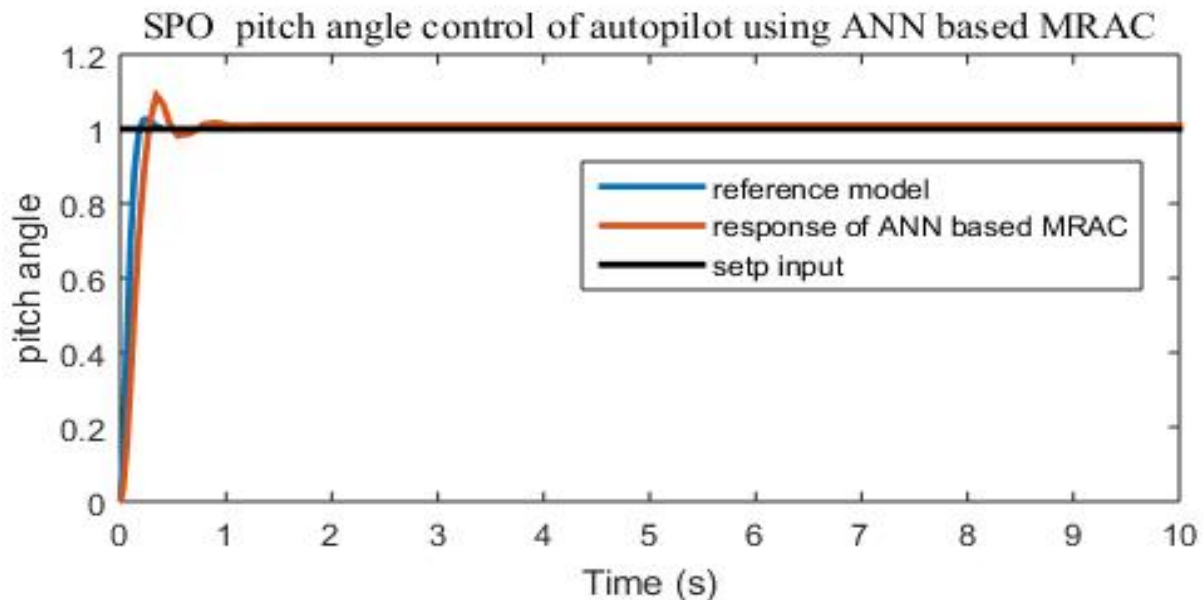 SPO pitch angle control of autopilot using ANN based MRAC
1.2
1
0.8
0.6
0.4
0.2
0
pitch angle
reference model
response of ANN based MRAC
setp input
0 1 2 3 4 5 6 7 8 9 10
Time (s)